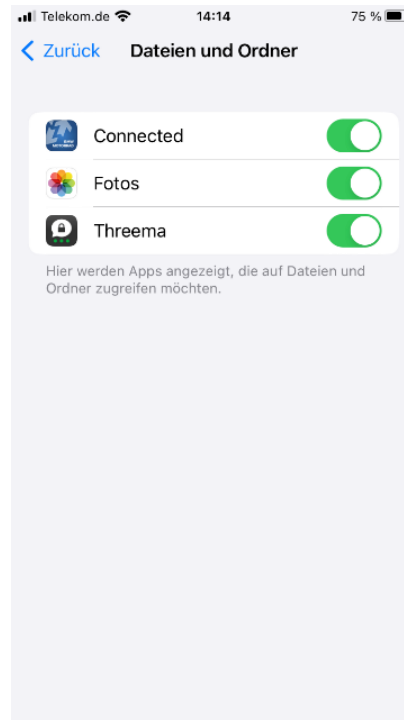 Telekom.de 14:14 75 %
Zurück Dateien und Ordner
Connected
Fotos
Threema
Hier werden Apps angezeigt, die auf Dateien und
Ordner zugreifen möchten.